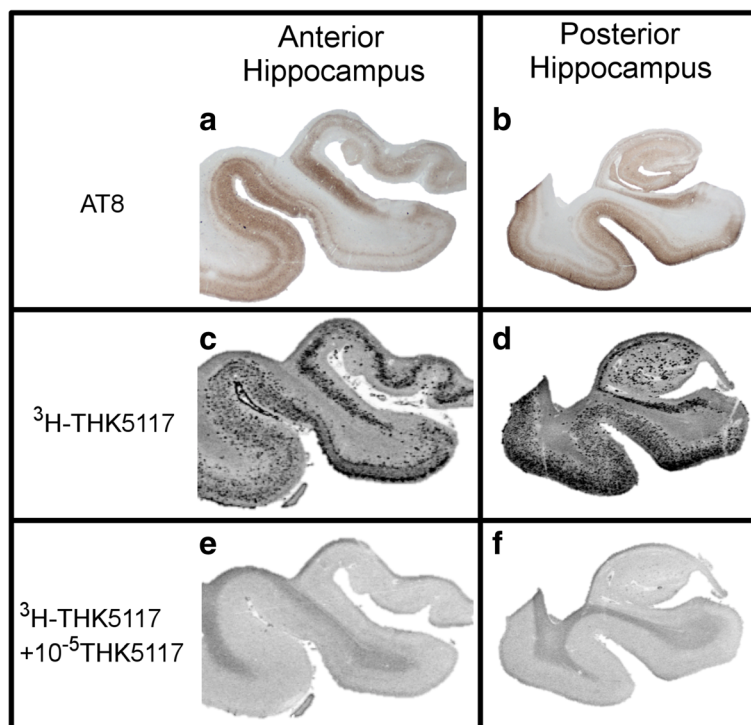 Anterior
Hippocampus
Posterior
Hippocampus
a
b
AT8
c
d
³H-THK5117
e
f
³H-THK5117
+10⁻⁵THK5117